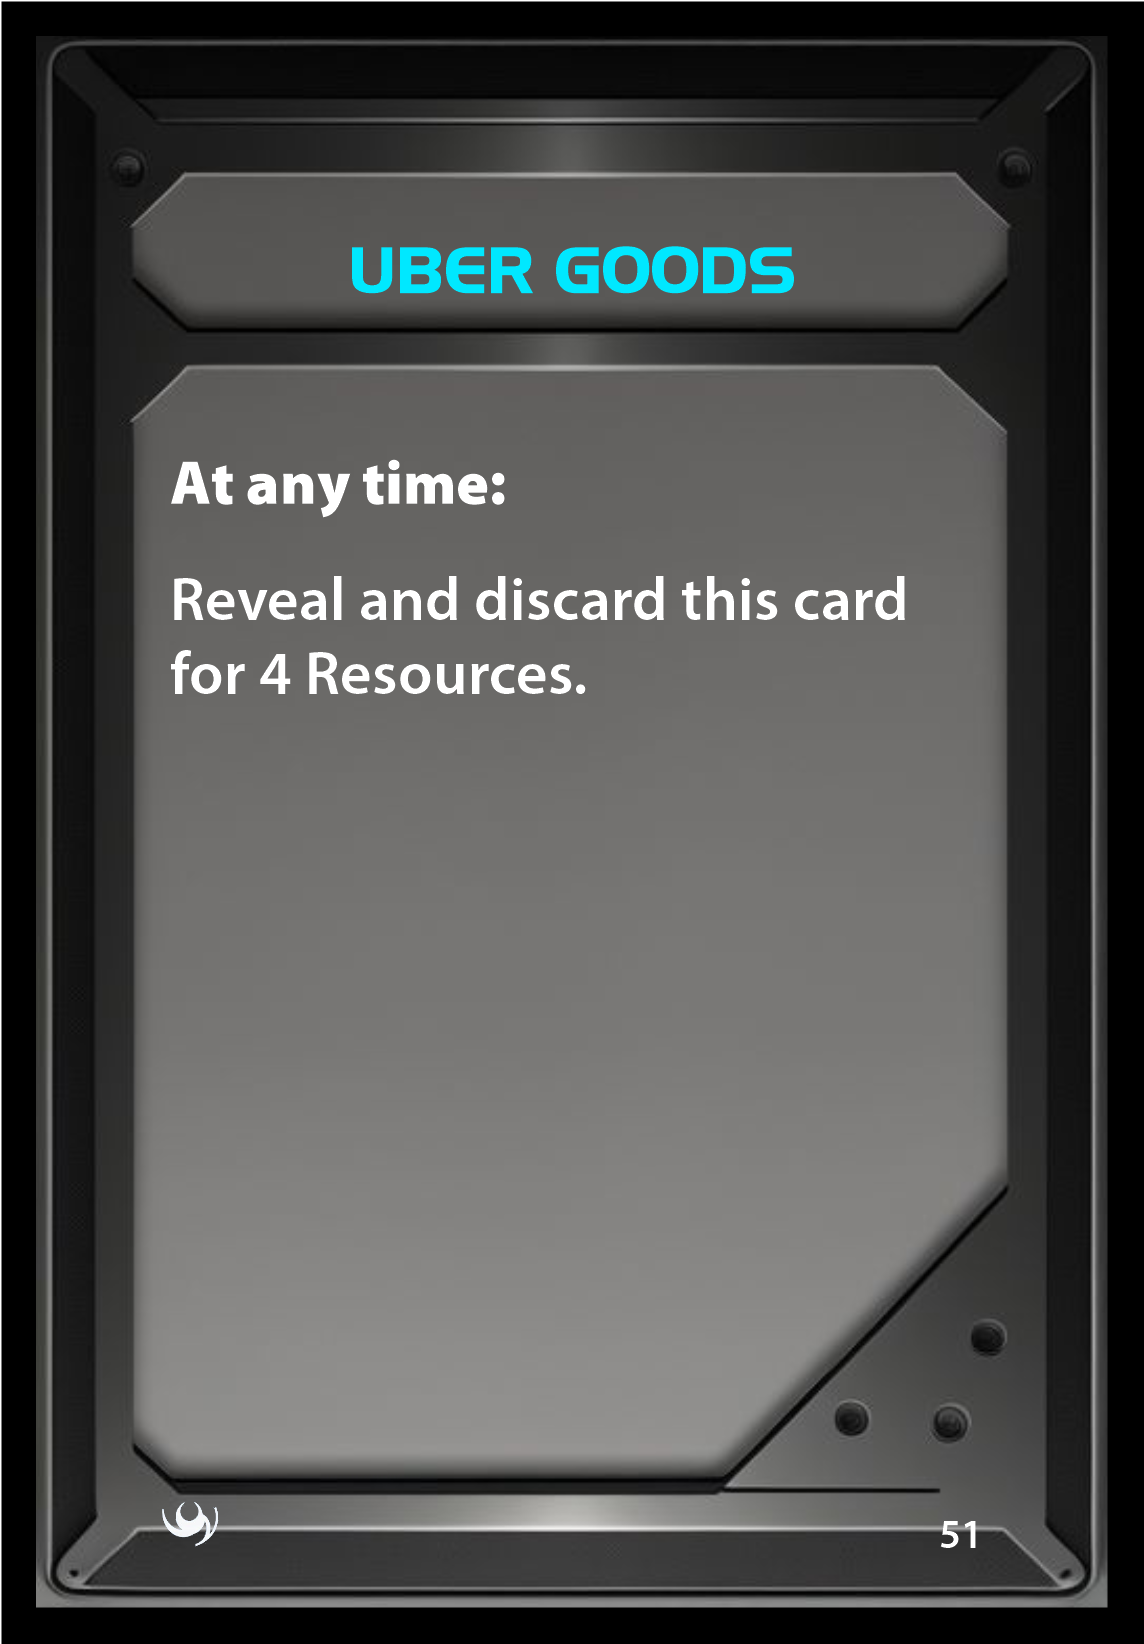 UBER GOODS
At any time:
Reveal and discard this card
for 4 Resources.
51